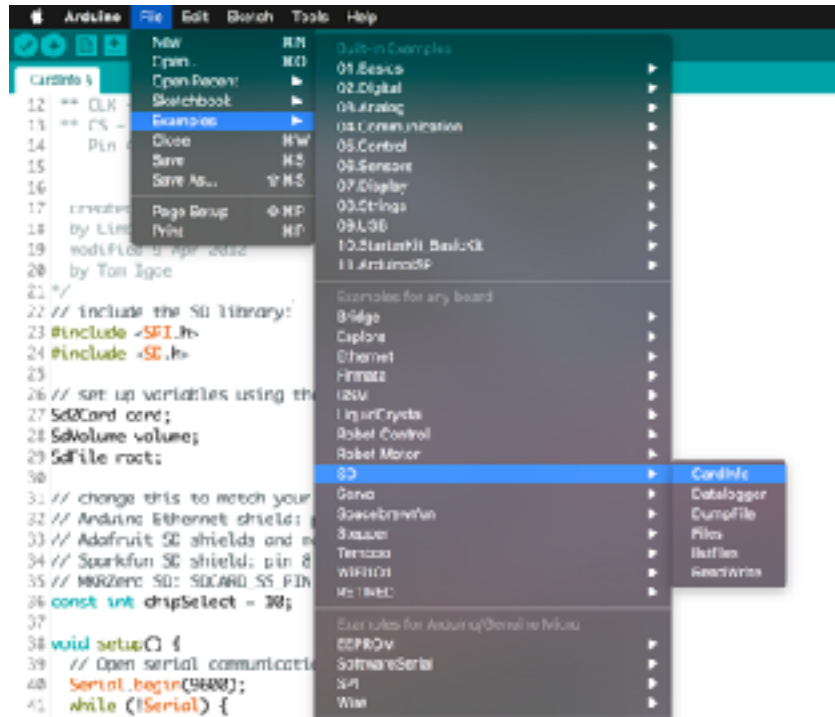 Arduino File Edit Sketch Tools Help
New ⌘N
Open... ⌘O
Open Recent
Sketchbook
Examples
Close ⌘W
Save ⌘S
Save As... ⇧⌘S
Page Setup ⇧⌘P
Print ⌘P
Built-in Examples
01.Basics
02.Digital
03.Analog
04.Communication
05.Control
06.Sensors
07.Display
08.Strings
09.USB
10.StarterKit_BasicKit
11.ArduinoISP
Examples for any board
Bridge
Esplora
Ethernet
Firmata
GSM
LiquidCrystal
Robot Control
Robot Motor
SD
Servo
SpacebrewYun
Stepper
Temboo
RETIRED
Examples for Arduino/Genuino Micro
EEPROM
SoftwareSerial
SPI
Wire
CardInfo
Datalogger
DumpFile
Files
listfiles
ReadWrite
CardInfo §
12 ** CLK -
13 ** CS -
14 Pin
15
16
17 created
18 by Lim
19 modified 9 Apr 2012
20 by Tom Igoe
21 */
22 // include the SD library:
23 #include <SPI.h>
24 #include <SD.h>
25
26 // set up variables using the
27 Sd2Card card;
28 SdVolume volume;
29 SdFile root;
30
31 // change this to match your
32 // Arduino Ethernet shield: p
33 // Adafruit SD shields and m
34 // Sparkfun SD shield: pin 8
35 // MKRZero SD: SDCARD_SS_PIN
36 const int chipSelect = 10;
37
38 void setup() {
39 // Open serial communicatio
40 Serial.begin(9600);
41 while (!Serial) {